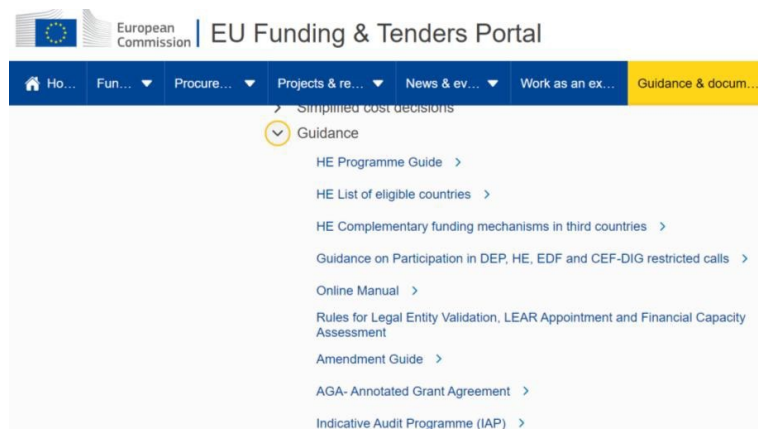 European
Commission
EU Funding & Tenders Portal
Ho...
Fun...
Procure...
Projects & re...
News & ev...
Work as an ex...
Guidance & docum...
Simplified cost decisions
Guidance
HE Programme Guide
HE List of eligible countries
HE Complementary funding mechanisms in third countries
Guidance on Participation in DEP, HE, EDF and CEF-DIG restricted calls
Online Manual
Rules for Legal Entity Validation, LEAR Appointment and Financial Capacity
Assessment
Amendment Guide
AGA- Annotated Grant Agreement
Indicative Audit Programme (IAP)